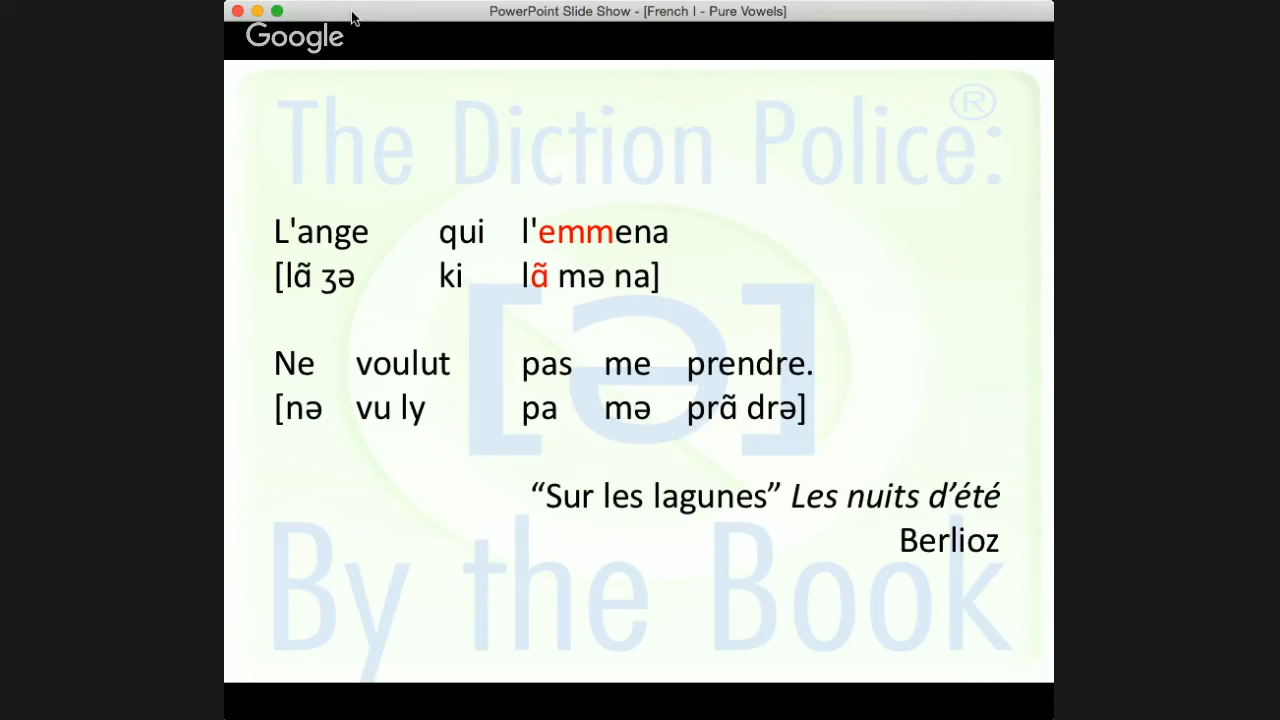 PowerPoint Slide Show - [French I - Pure Vowels]
Google
The Diction Police®:
L'ange qui l'emmena
[lɑ̃ ʒə ki lɑ̃ mə na]
[ə]
Ne voulut pas me prendre.
[nə vu ly pa mə prɑ̃ drə]
“Sur les lagunes” Les nuits d’été
Berlioz
By the Book